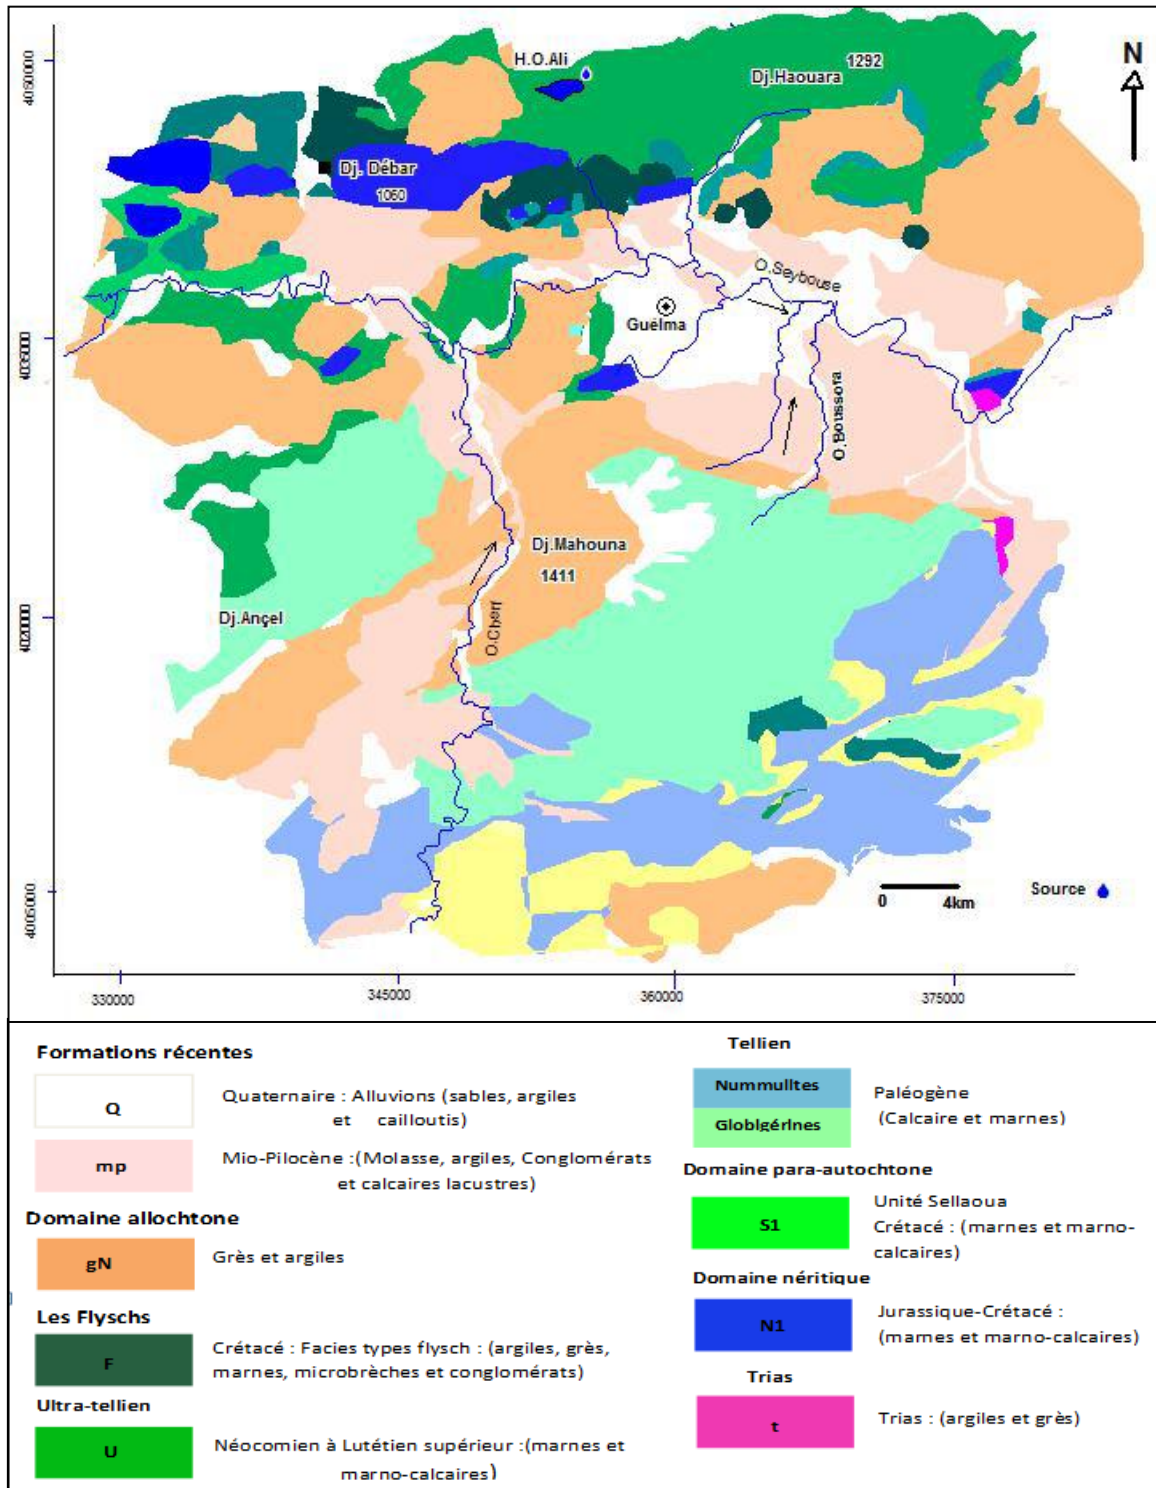 N
H.O.Ali
1292
Dj.Haouara
4050000
Dj. Débar
1060
O.Seybouse
Guélma
4035000
O.Boussora
Dj.Mahouna
1411
Dj.Ançel
O.Cherf
4020000
4005000
0 4km
Source
330000
345000
360000
375000
Formations récentes
Q
Quaternaire : Alluvions (sables, argiles
et cailloutis)
mp
Mio-Pilocène :(Molasse, argiles, Conglomérats
et calcaires lacustres)
Domaine allochtone
gN
Grès et argiles
Les Flyschs
F
Crétacé : Facies types flysch : (argiles, grès,
marnes, microbrèches et conglomérats)
Ultra-tellien
U
Néocomien à Lutétien supérieur :(marnes et
marno-calcaires)
Tellien
Nummulites
Globigérines
Paléogène
(Calcaire et marnes)
Domaine para-autochtone
S1
Unité Sellaoua
Crétacé : (marnes et marno-
calcaires)
Domaine néritique
N1
Jurassique-Crétacé :
(marnes et marno-calcaires)
Trias
t
Trias : (argiles et grès)